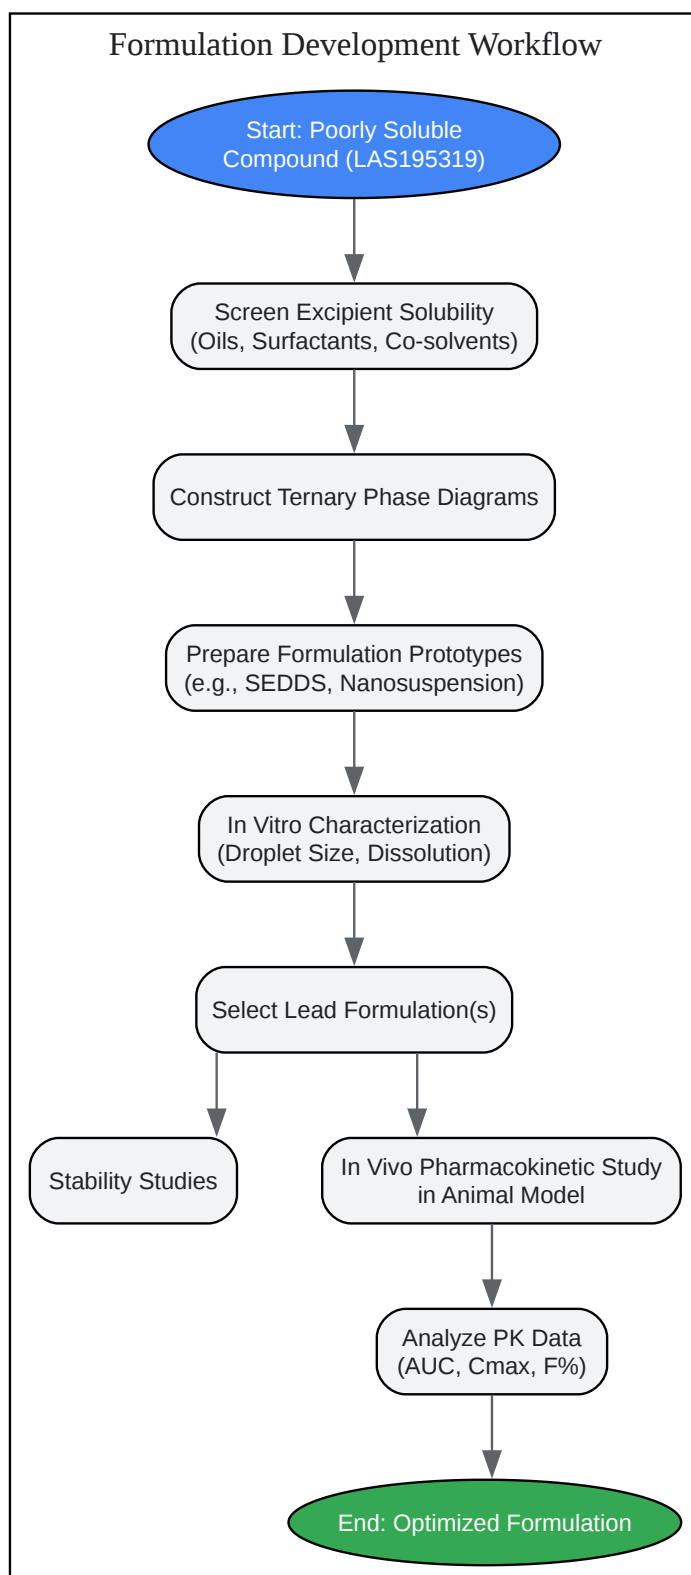 Formulation Development Workflow
Start: Poorly Soluble
Compound (LAS195319)
Screen Excipient Solubility
(Oils, Surfactants, Co-solvents)
Construct Ternary Phase Diagrams
Prepare Formulation Prototypes
(e.g., SEDDS, Nanosuspension)
In Vitro Characterization
(Droplet Size, Dissolution)
Select Lead Formulation(s)
Stability Studies
In Vivo Pharmacokinetic Study
in Animal Model
Analyze PK Data
(AUC, Cmax, F%)
End: Optimized Formulation